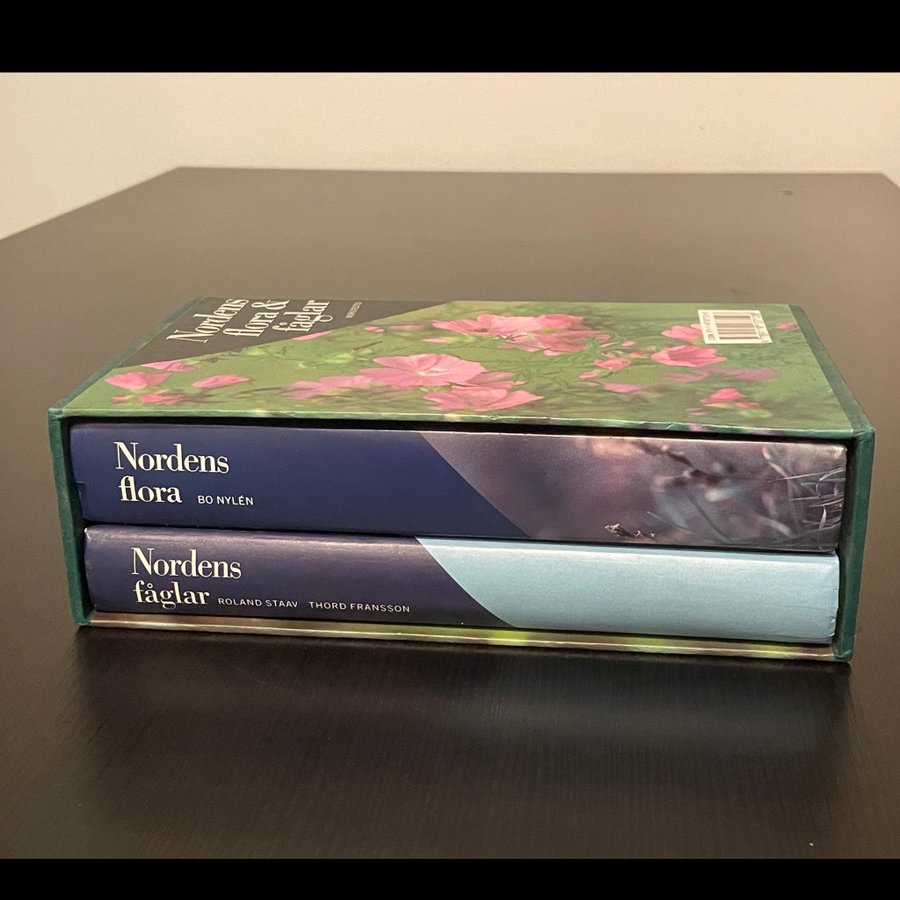 Nordens
flora &
fåglar
Nordens
flora BO NYLÉN
Nordens
fåglar ROLAND STAAV THORD FRANSSON